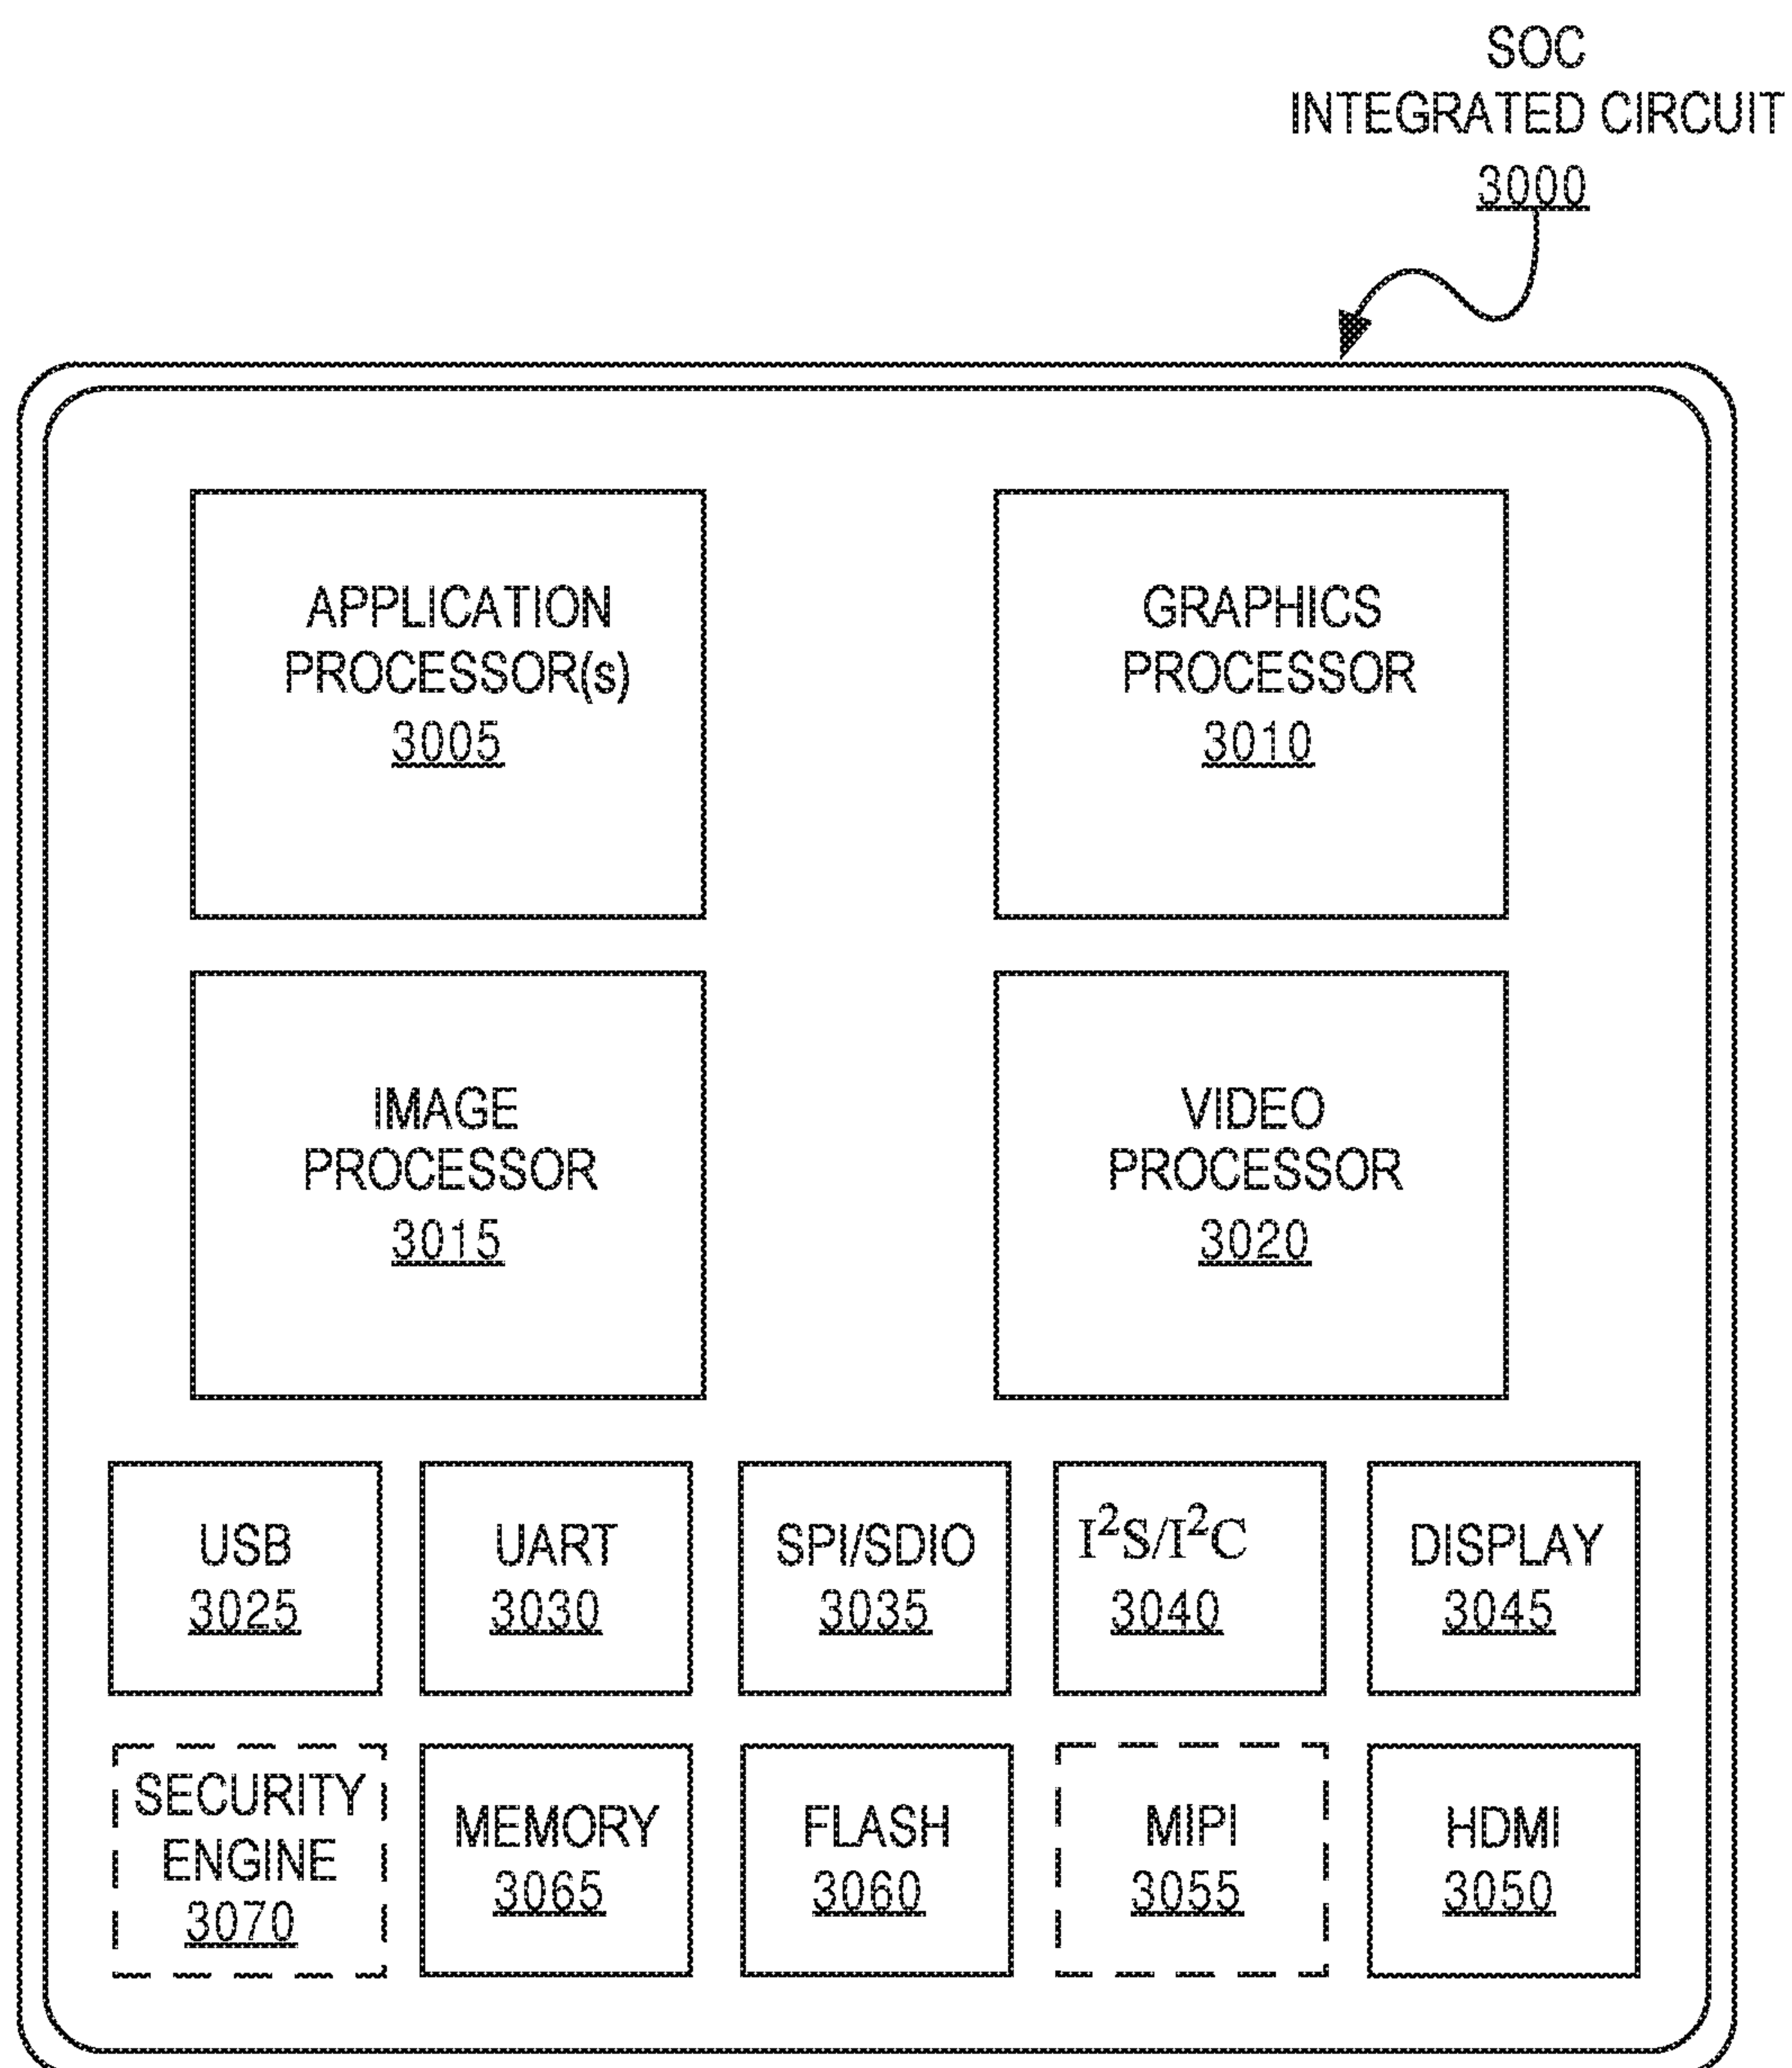 SOC
INTEGRATED CIRCUIT
3000
APPLICATION
PROCESSOR(s)
3005
GRAPHICS
PROCESSOR
3010
IMAGE
PROCESSOR
3015
VIDEO
PROCESSOR
3020
USB
3025
UART
3030
SPI/SDIO
3035
I²S/I²C
3040
DISPLAY
3045
SECURITY
ENGINE
3070
MEMORY
3065
FLASH
3060
MIPI
3055
HDMI
3050